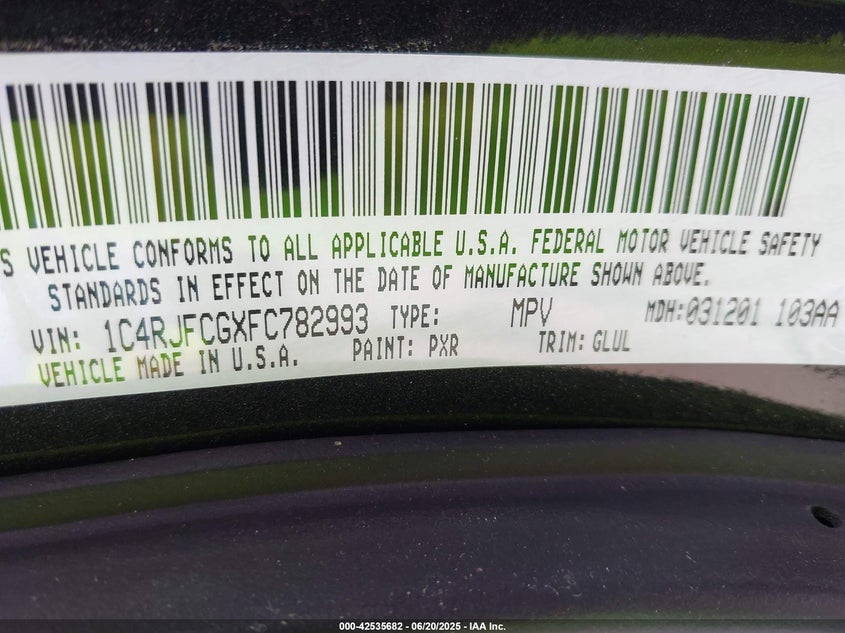 S VEHICLE CONFORMS TO ALL APPLICABLE U.S.A. FEDERAL MOTOR VEHICLE SAFETY
STANDARDS IN EFFECT ON THE DATE OF MANUFACTURE SHOWN ABOVE.
VIN: 1C4RJFCGXFC782993 TYPE: MPV MDH:031201 103AA
VEHICLE MADE IN U.S.A. PAINT: PXR TRIM: GLUL
000-42535682 - 06/20/2025 - IAA Inc.